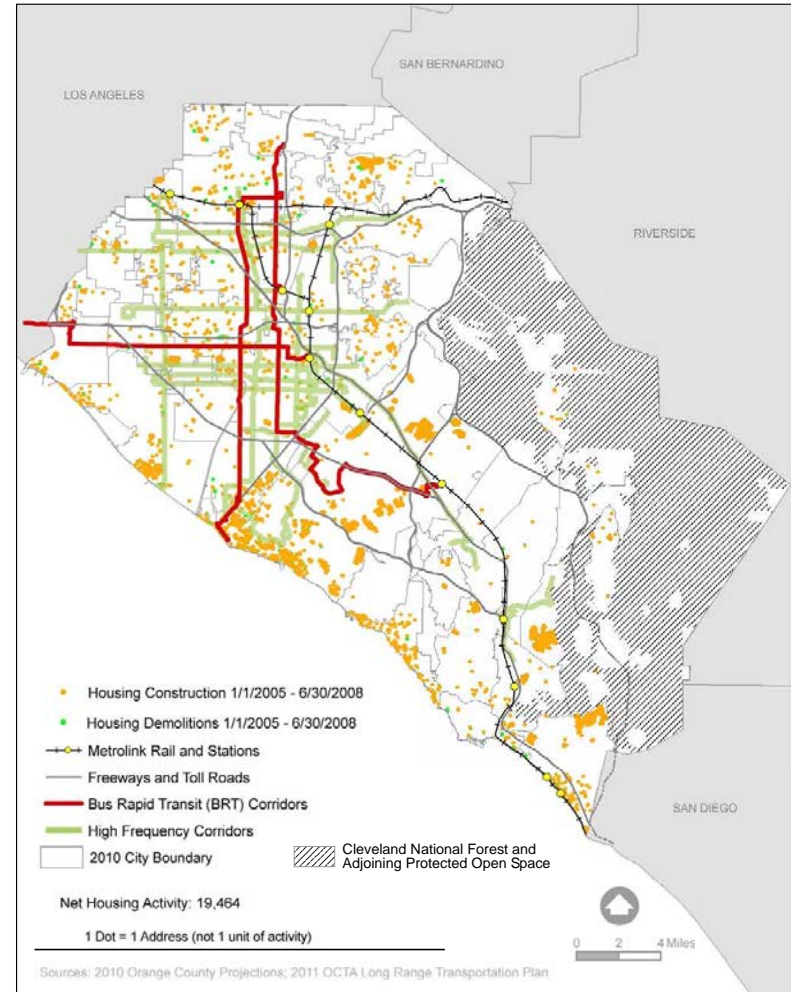 SAN BERNARDINO
LOS ANGELES
RIVERSIDE
Housing Construction 1/1/2005 - 6/30/2008
Housing Demolitions 1/1/2005 - 6/30/2008
Metrolink Rail and Stations
Freeways and Toll Roads
Bus Rapid Transit (BRT) Corridors
High Frequency Corridors
2010 City Boundary
Cleveland National Forest and
Adjoining Protected Open Space
SAN DIEGO
Net Housing Activity: 19,464
1 Dot = 1 Address (not 1 unit of activity)
0 2 4 Miles
Sources: 2010 Orange County Projections; 2011 OCTA Long Range Transportation Plan